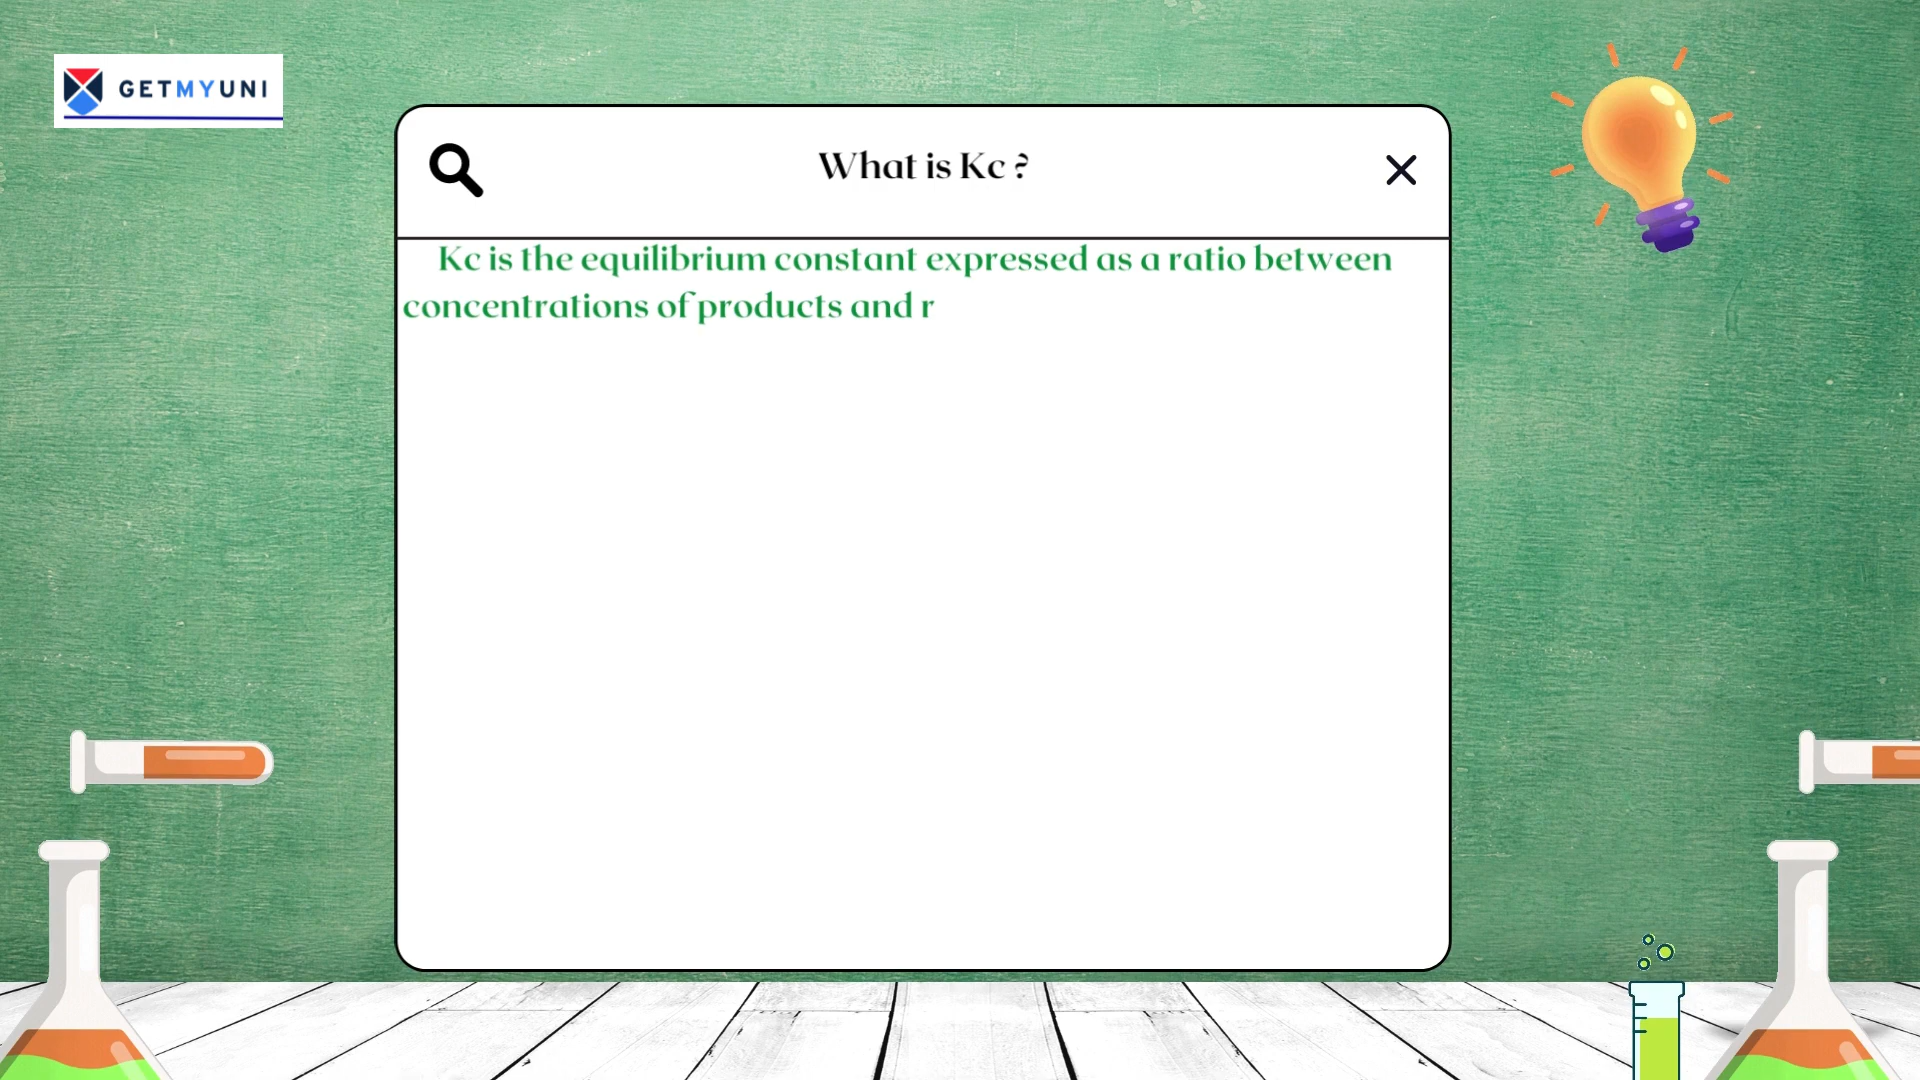 GETMYUNI
What is Kc ?
Kc is the equilibrium constant expressed as a ratio between
concentrations of products and r